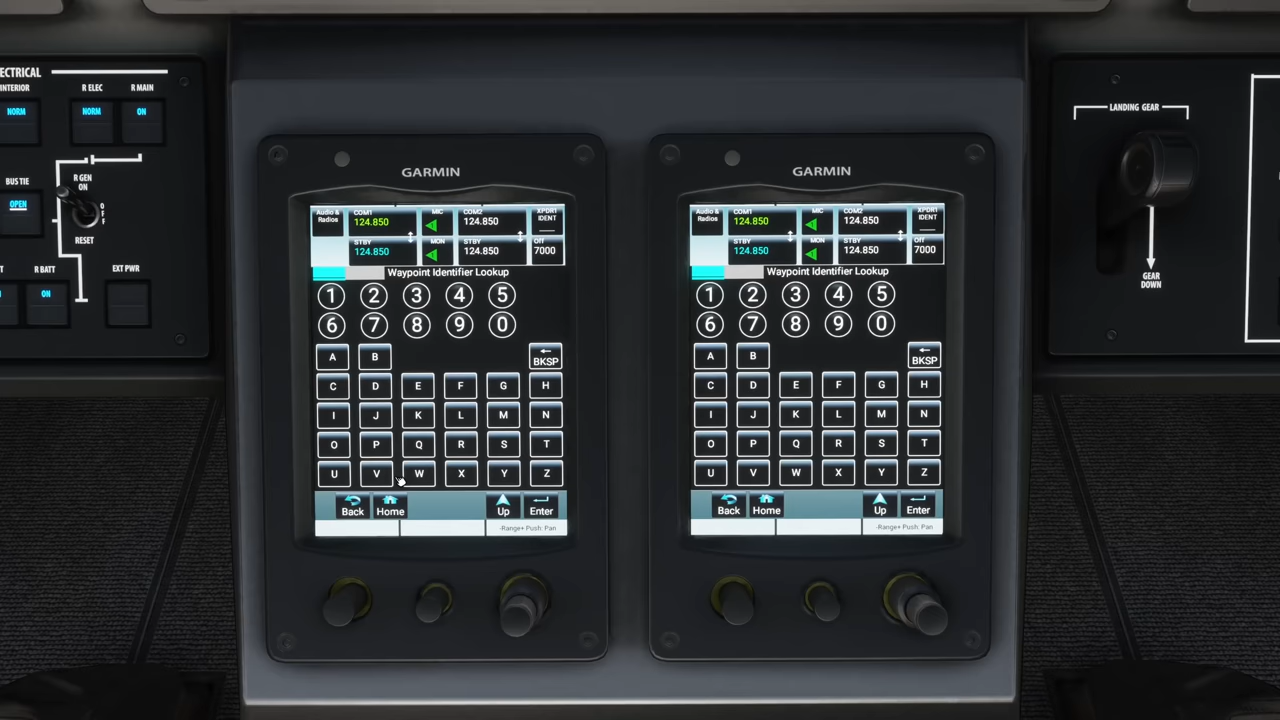 ECTRICAL
INTERIOR
R ELEC
R MAIN
NORM
NORM
ON
BUS TIE
R GEN
ON
OPEN
OFF
RESET
R BATT
EXT PWR
ON
GARMIN
Audio & Radios
COM1
124.850
MIC
COM2
124.850
XPDR1
IDENT
STBY
124.850
MON
STBY
124.850
Off
7000
Waypoint Identifier Lookup
1 2 3 4 5
6 7 8 9 0
A B
BKSP
C D E F G H
I J K L M N
O P Q R S T
U V W X Y Z
Back Home Up Enter
-Range+ Push: Pan
GARMIN
Audio & Radios
COM1
124.850
MIC
COM2
124.850
XPDR1
IDENT
STBY
124.850
MON
STBY
124.850
Off
7000
Waypoint Identifier Lookup
1 2 3 4 5
6 7 8 9 0
A B
BKSP
C D E F G H
I J K L M N
O P Q R S T
U V W X Y Z
Back Home Up Enter
-Range+ Push: Pan
LANDING GEAR
GEAR
DOWN